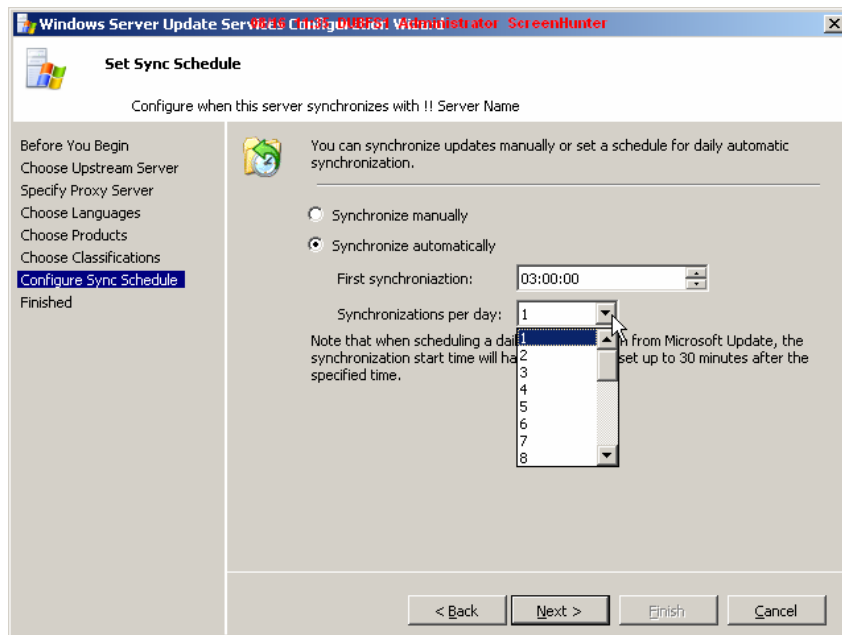 Windows Server Update Services Configuration Wizard
DUBPS1 Administrator ScreenHunter
Set Sync Schedule
Configure when this server synchronizes with !! Server Name
Before You Begin
Choose Upstream Server
Specify Proxy Server
Choose Languages
Choose Products
Choose Classifications
Configure Sync Schedule
Finished
You can synchronize updates manually or set a schedule for daily automatic
synchronization.
Synchronize manually
Synchronize automatically
First synchroniaztion: 03:00:00
Synchronizations per day: 1
Note that when scheduling a dai n from Microsoft Update, the
synchronization start time will ha set up to 30 minutes after the
specified time.
1
2
3
4
5
6
7
8
< Back
Next >
Finish
Cancel